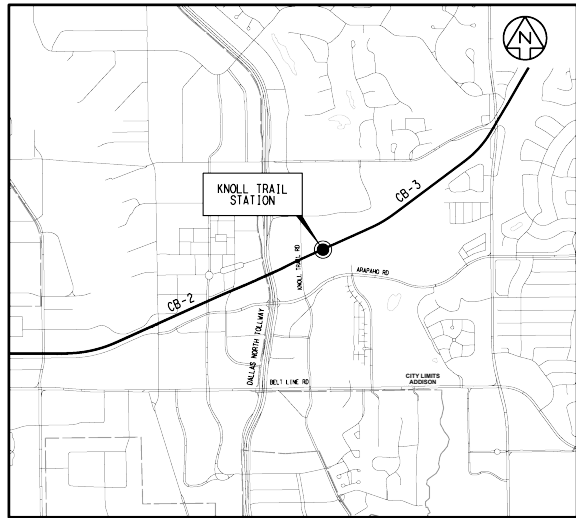 N
KNOLL TRAIL
STATION
CB-3
KNOLL TRAIL RD
ARAPAHO RD
CB-2
DALLAS NORTH TOLLWAY
CITY LIMITS
ADDISON
BELT LINE RD